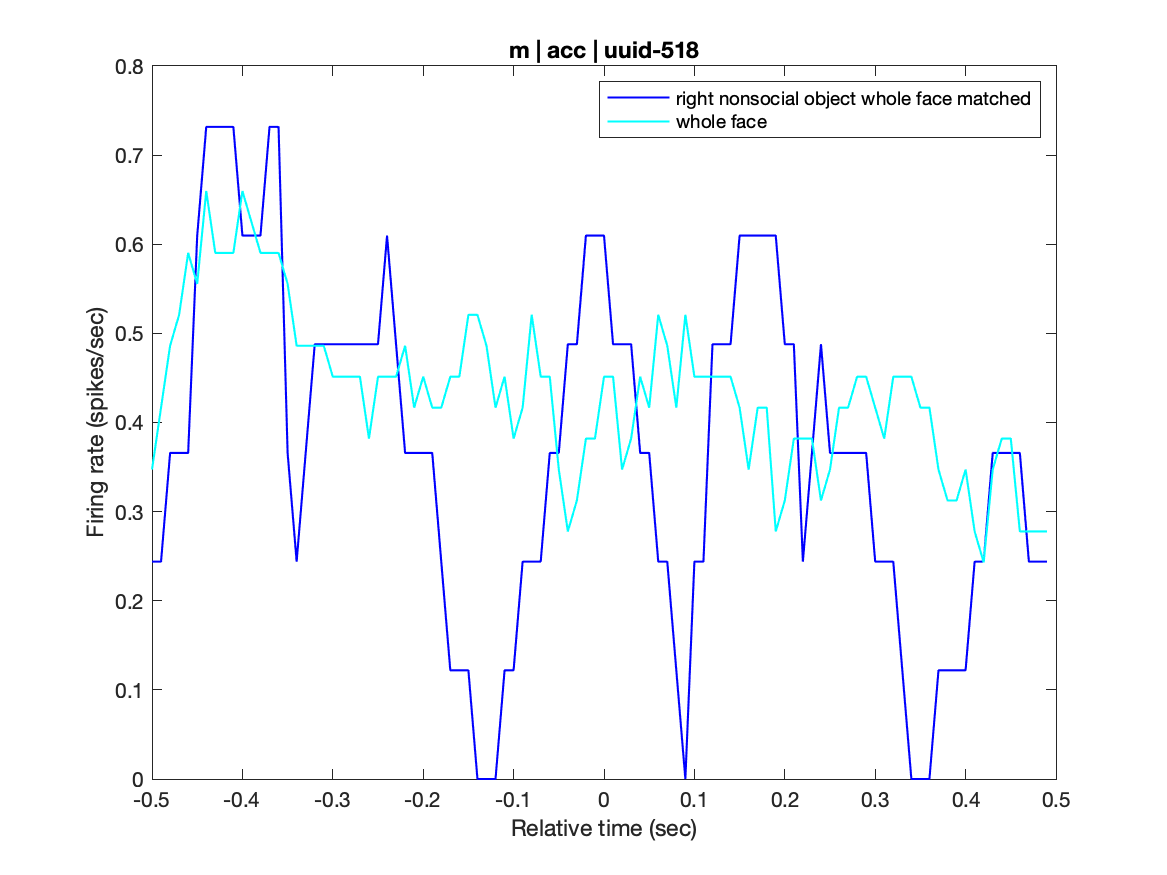 m | acc | uuid-518
right nonsocial object whole face matched
whole face
Firing rate (spikes/sec)
0.8
0.7
0.6
0.5
0.4
0.3
0.2
0.1
0
-0.5 -0.4 -0.3 -0.2 -0.1 0 0.1 0.2 0.3 0.4 0.5
Relative time (sec)